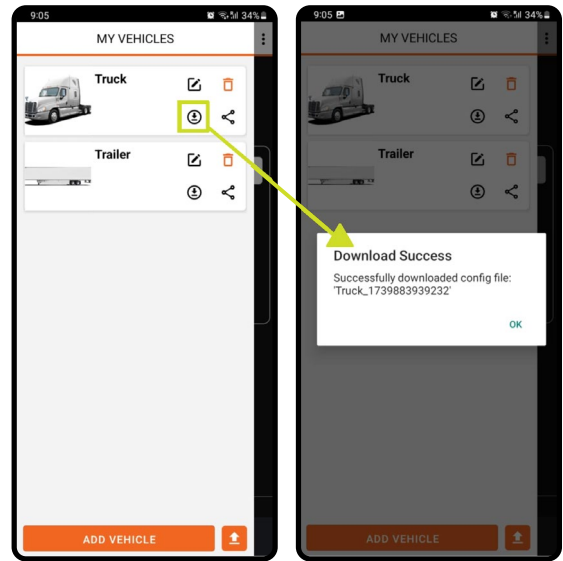 9:05
34%
MY VEHICLES
Truck
Trailer
ADD VEHICLE
9:05
34%
MY VEHICLES
Truck
Trailer
Download Success
Successfully downloaded config file:
'Truck_1739883939232'
OK
ADD VEHICLE